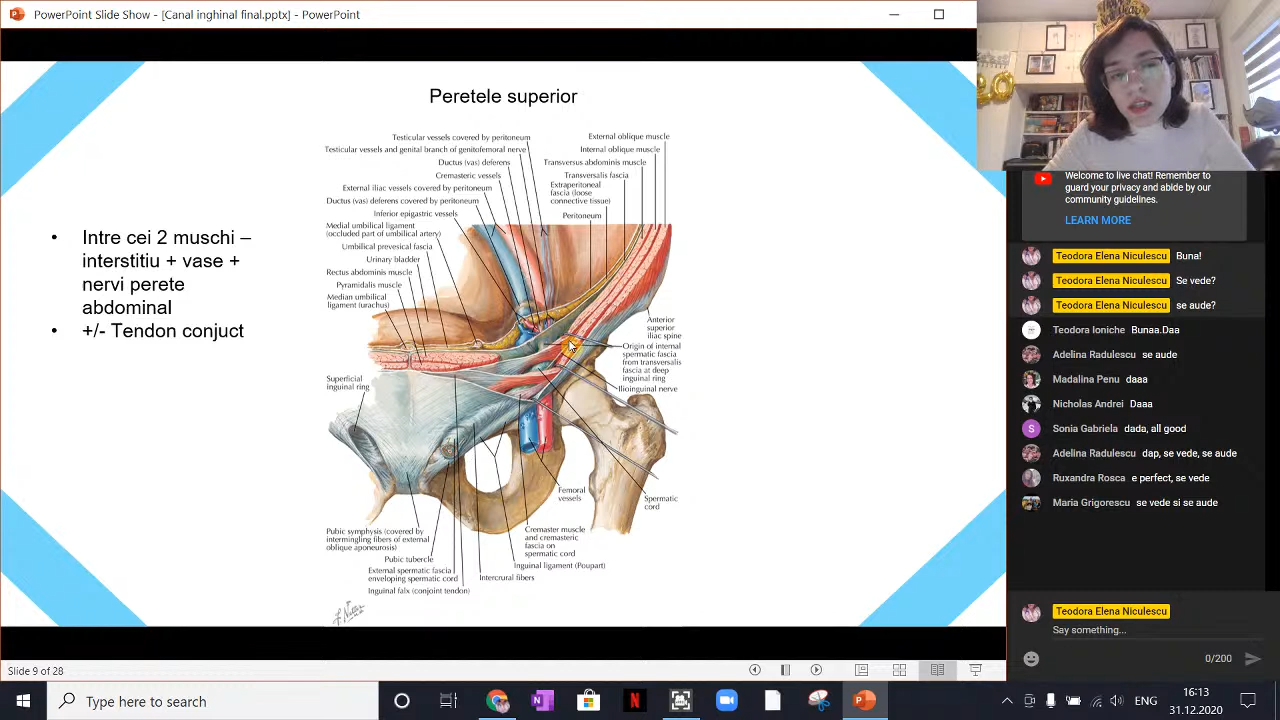 PowerPoint Slide Show - [Canal inghinal final.pptx] - PowerPoint
Peretele superior
Intre cei 2 muschi –
interstitiu + vase +
nervi perete
abdominal
+/- Tendon conjuct
Testicular vessels covered by peritoneum
Testicular vessels and genital branch of genitofemoral nerve
Ductus (vas) deferens
Cremasteric vessels
External iliac vessels covered by peritoneum
Ductus (vas) deferens covered by peritoneum
Inferior epigastric vessels
Medial umbilical ligament
(occluded part of umbilical artery)
Umbilical prevesical fascia
Urinary bladder
Rectus abdominis muscle
Pyramidalis muscle
Median umbilical
ligament (urachus)
Superficial
inguinal ring
External oblique muscle
Internal oblique muscle
Transversus abdominis muscle
Transversalis fascia
Extraperitoneal
fascia (loose
connective tissue)
Peritoneum
Anterior
superior
iliac spine
Origin of internal
spermatic fascia
from transversalis
fascia at deep
inguinal ring
Ilioinguinal nerve
Femoral
vessels
Spermatic
cord
Cremaster muscle
and cremasteric
fascia on
spermatic cord
Inguinal ligament (Poupart)
Intercrural fibers
Pubic symphysis (covered by
intermingling fibers of external
oblique aponeurosis)
Pubic tubercle
External spermatic fascia
enveloping spermatic cord
Inguinal falx (conjoint tendon)
Slide 9 of 28
Welcome to live chat! Remember to
guard your privacy and abide by our
community guidelines.
LEARN MORE
Teodora Elena Niculescu Buna!
Teodora Elena Niculescu Se vede?
Teodora Elena Niculescu se aude?
Teodora Ioniche Bunaa.Daa
Adelina Radulescu se aude
Madalina Penu daaa
Nicholas Andrei Daaa
S Sonia Gabriela dada, all good
Adelina Radulescu dap, se vede, se aude
Ruxandra Rosca e perfect, se vede
Maria Grigorescu se vede si se aude
Teodora Elena Niculescu
Say something...
0/200
Type here to search
16:13
31.12.2020